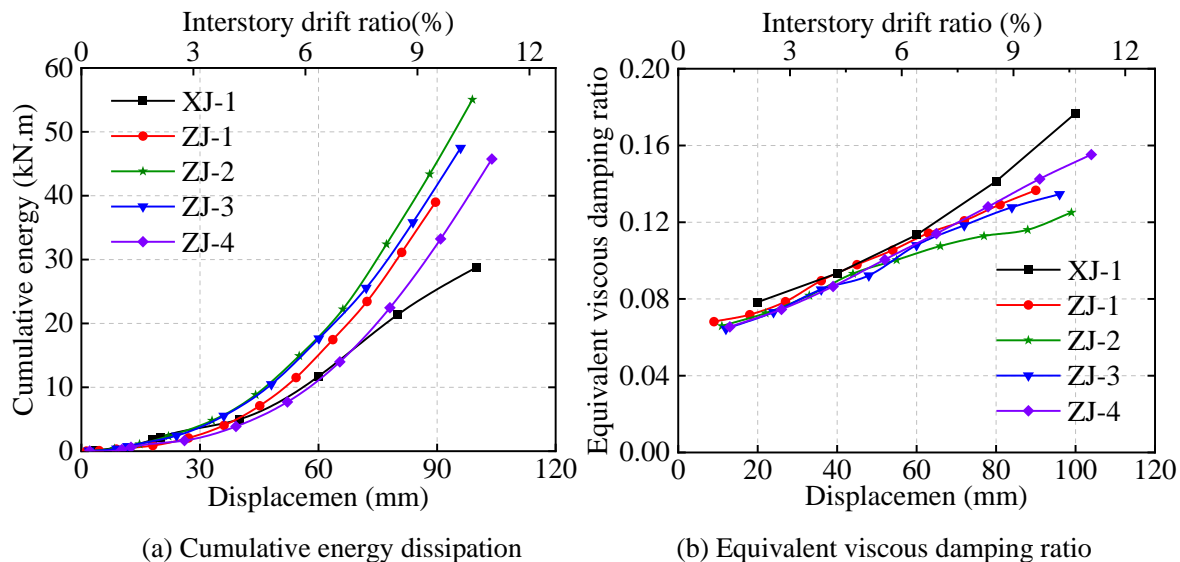 Interstory drift ratio(%)
0 3 6 9 12
60
50
40
30
20
10
0
Cumulative energy (kN.m)
XJ-1
ZJ-1
ZJ-2
ZJ-3
ZJ-4
0 30 60 90 120
Displacemen (mm)
(a) Cumulative energy dissipation
Interstory drift ratio (%)
0 3 4 6 9 11
0.20
0.16
0.12
0.08
0.04
0.00
Equivalent viscous damping ratio
XJ-1
ZJ-1
ZJ-2
ZJ-3
ZJ-4
0 20 40 60 80 100 120
Displacemen (mm)
(b) Equivalent viscous damping ratio